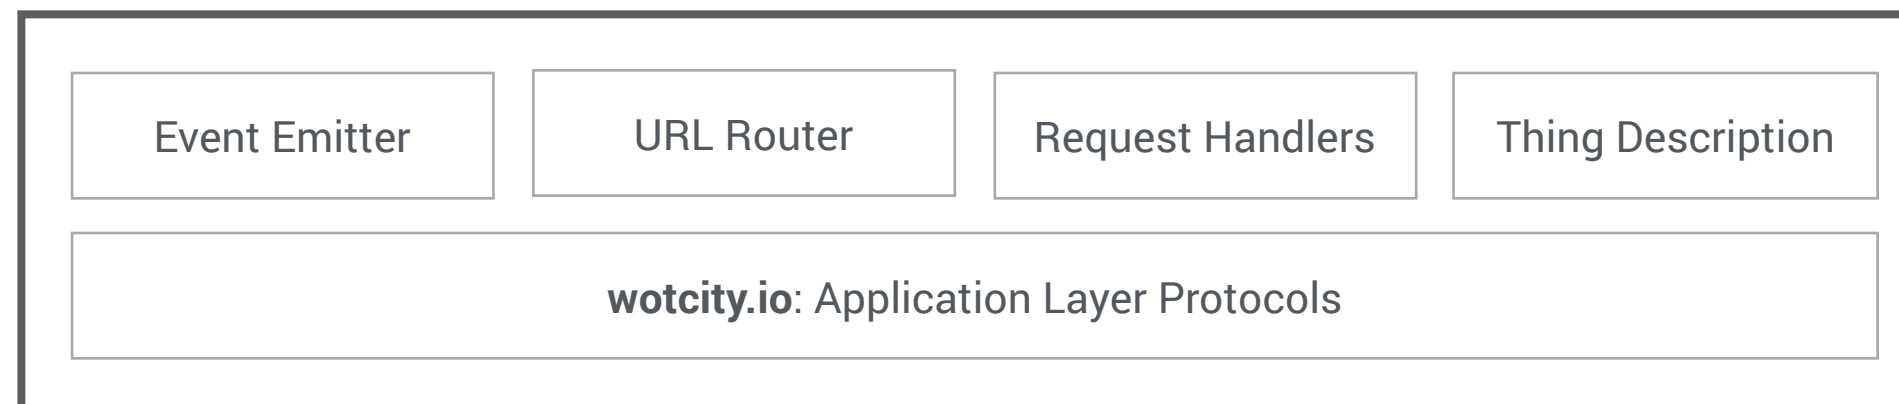 Event Emitter
URL Router
Request Handlers
Thing Description
wotcity.io: Application Layer Protocols